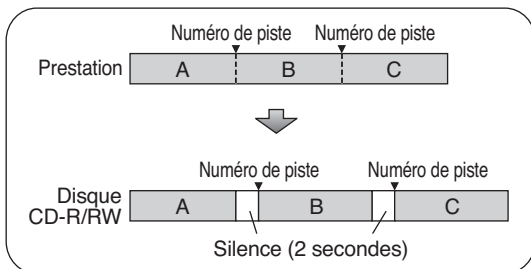 Numéro de piste Numéro de piste
Prestation A B C
Numéro de piste Numéro de piste
Disque
CD-R/RW A B C
Silence (2 secondes)